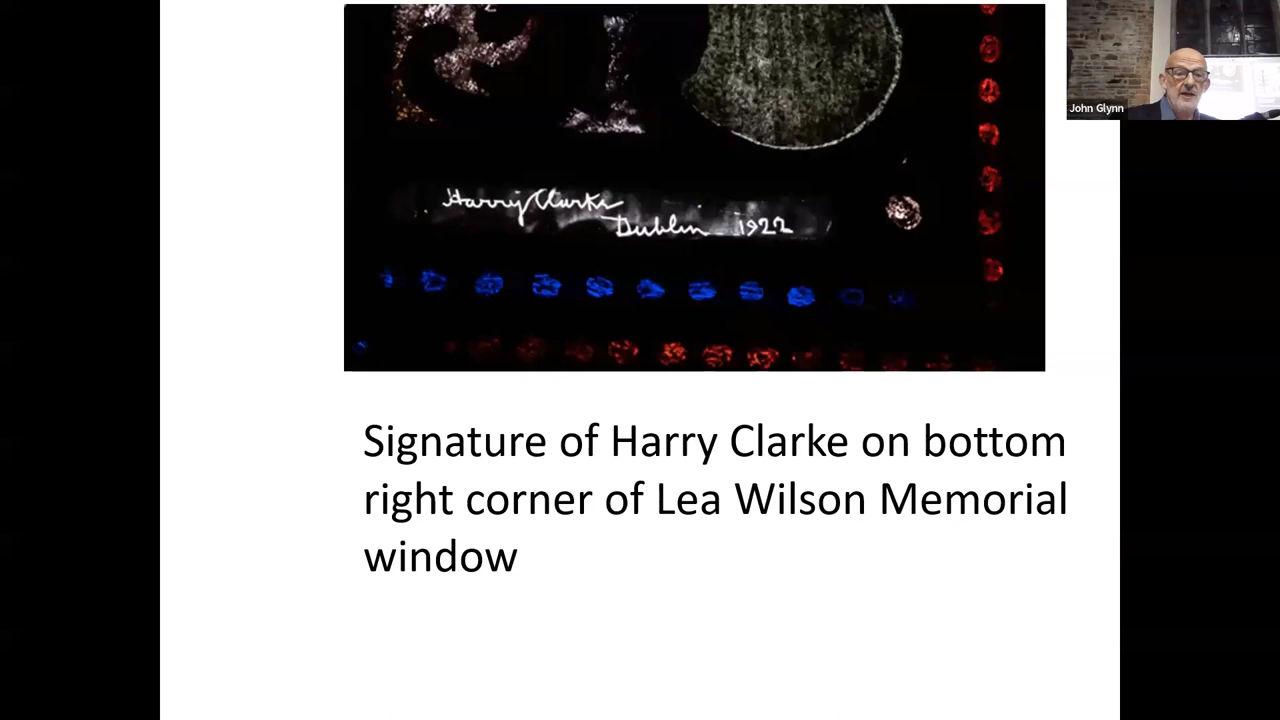 John Glynn
Harry Clarke
Dublin 1922
Signature of Harry Clarke on bottom
right corner of Lea Wilson Memorial
window